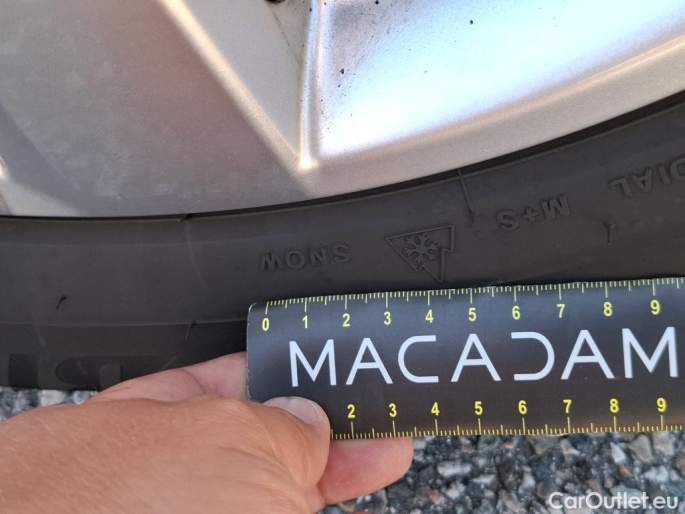 SNOW
M+S
DIAL
0 1 2 3 4 5 6 7 8 9
MACADAM
2 3 4 5 6 7 8 9
CarOutlet.eu